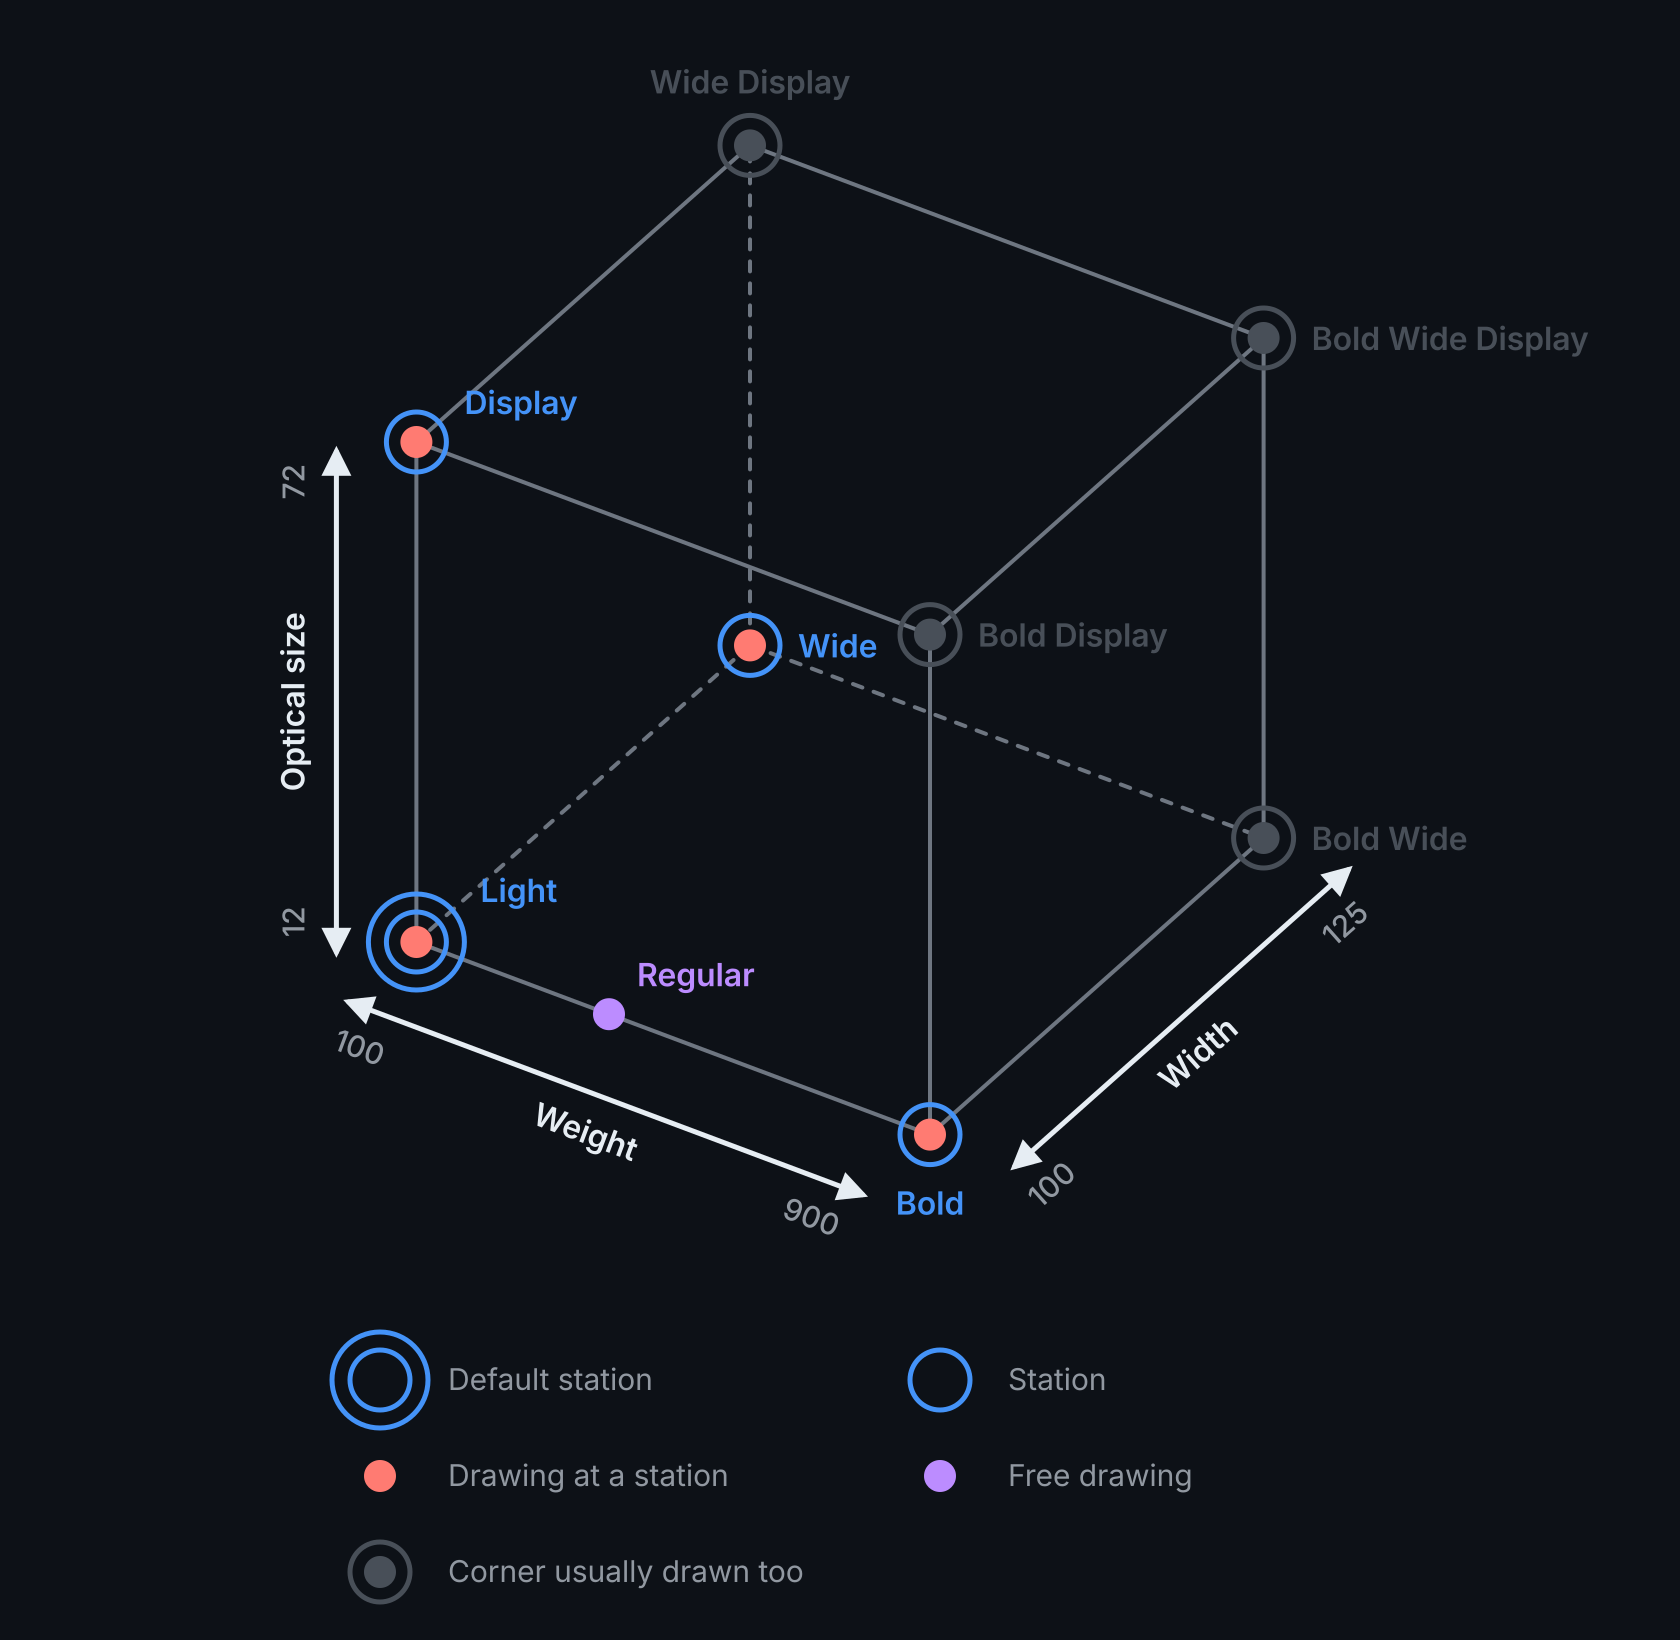 Wide Display
Bold Wide Display
Display
72
Optical size
12
Wide
Bold Display
Bold Wide
Light
Regular
125
Width
100
100
Weight
900
Bold
Default station
Station
Drawing at a station
Free drawing
Corner usually drawn too